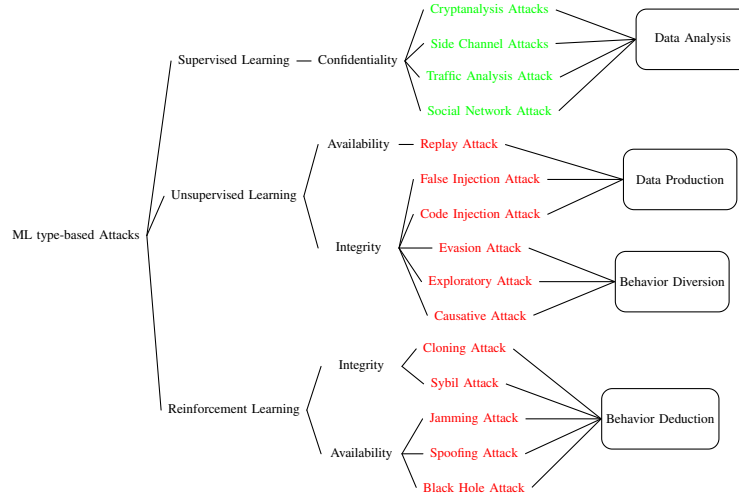 Cryptanalysis Attacks
Data Analysis
Side Channel Attacks
Supervised Learning
Confidentiality
Traffic Analysis Attack
Social Network Attack
Availability
Replay Attack
Data Production
False Injection Attack
Unsupervised Learning
Code Injection Attack
ML type-based Attacks
Integrity
Evasion Attack
Exploratory Attack
Behavior Diversion
Causative Attack
Cloning Attack
Integrity
Sybil Attack
Reinforcement Learning
Jamming Attack
Behavior Deduction
Availability
Spoofing Attack
Black Hole Attack